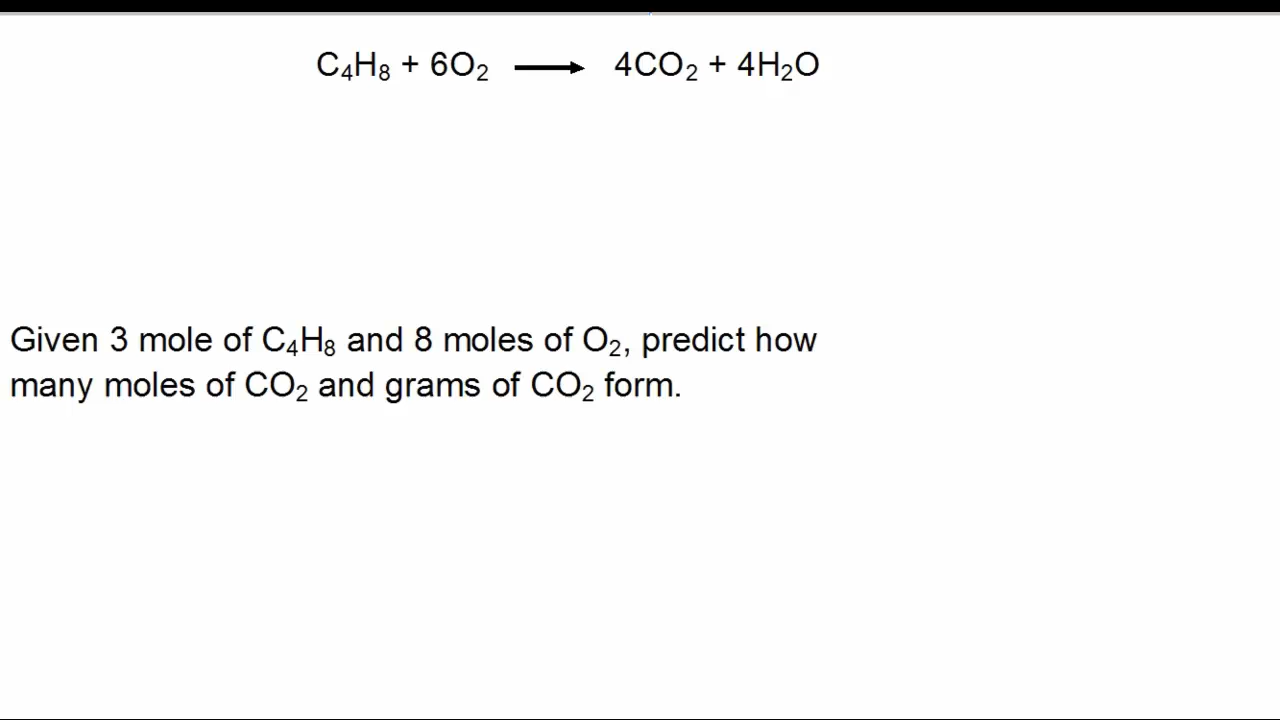 C₄H₈ + 6O₂ ⟶ 4CO₂ + 4H₂O
Given 3 mole of C₄H₈ and 8 moles of O₂, predict how
many moles of CO₂ and grams of CO₂ form.